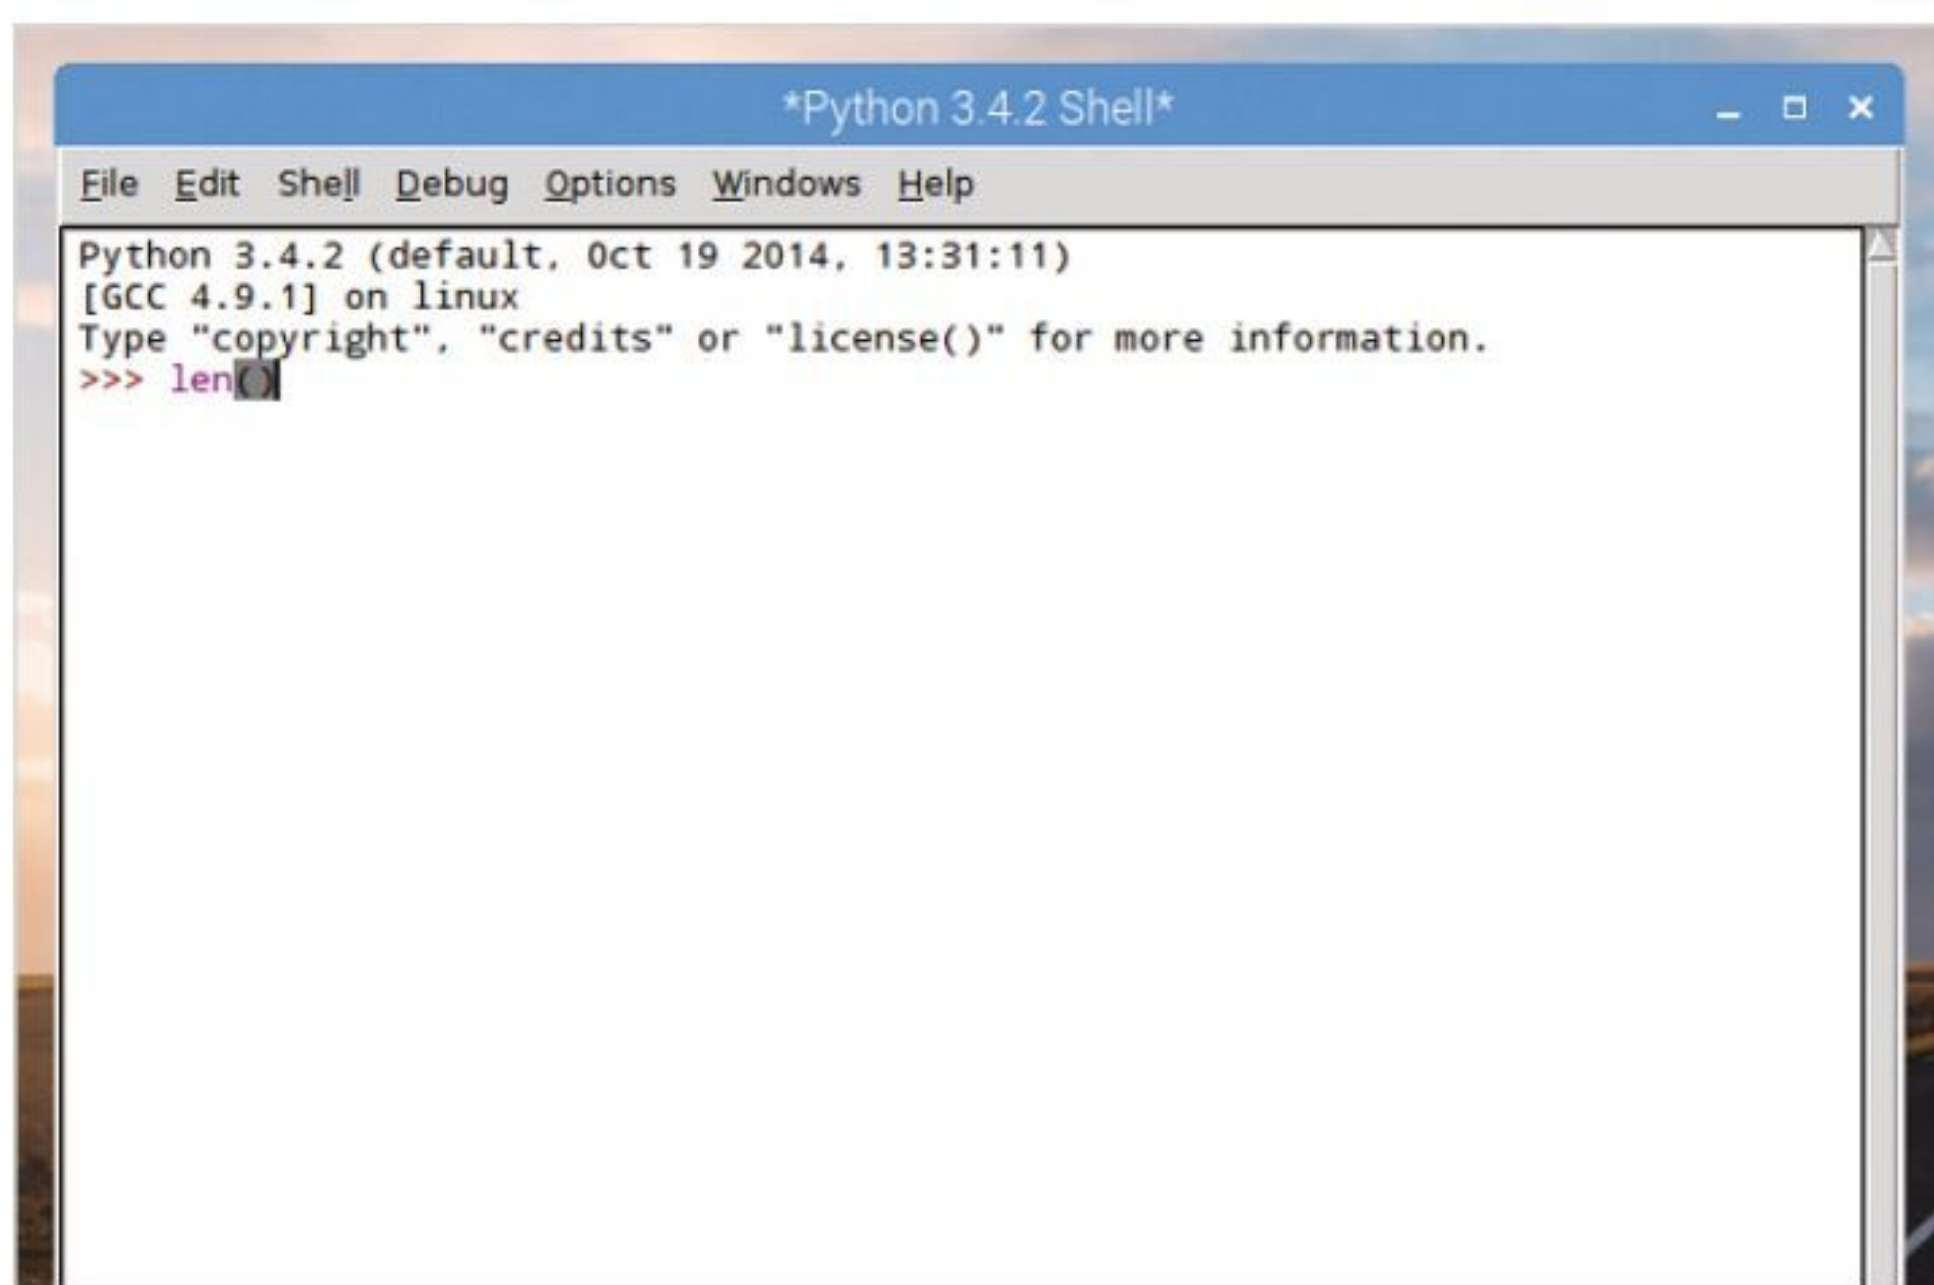 *Python 3.4.2 Shell*
File Edit Shell Debug Options Windows Help
Python 3.4.2 (default, Oct 19 2014, 13:31:11)
[GCC 4.9.1] on linux
Type "copyright", "credits" or "license()" for more information.
>>> len()